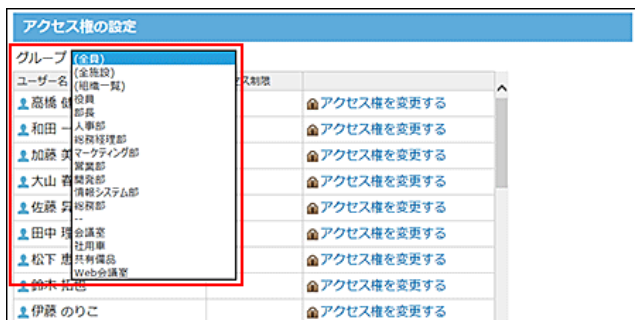 アクセス権の設定
グループ
(全員)
(全施設)
(組織一覧)
役員
部長
人事部
総務経理部
マーケティング部
営業部
開発部
情報システム部
総務部
--
会議室
社用車
共有備品
Web会議室
ユーザー名 セス制限
高橋 アクセス権を変更する
和田 アクセス権を変更する
加藤 美 アクセス権を変更する
大山 春 アクセス権を変更する
佐藤 昇 アクセス権を変更する
田中 理 アクセス権を変更する
松下 恵 アクセス権を変更する
鈴木 拓也 アクセス権を変更する
伊藤 のりこ アクセス権を変更する